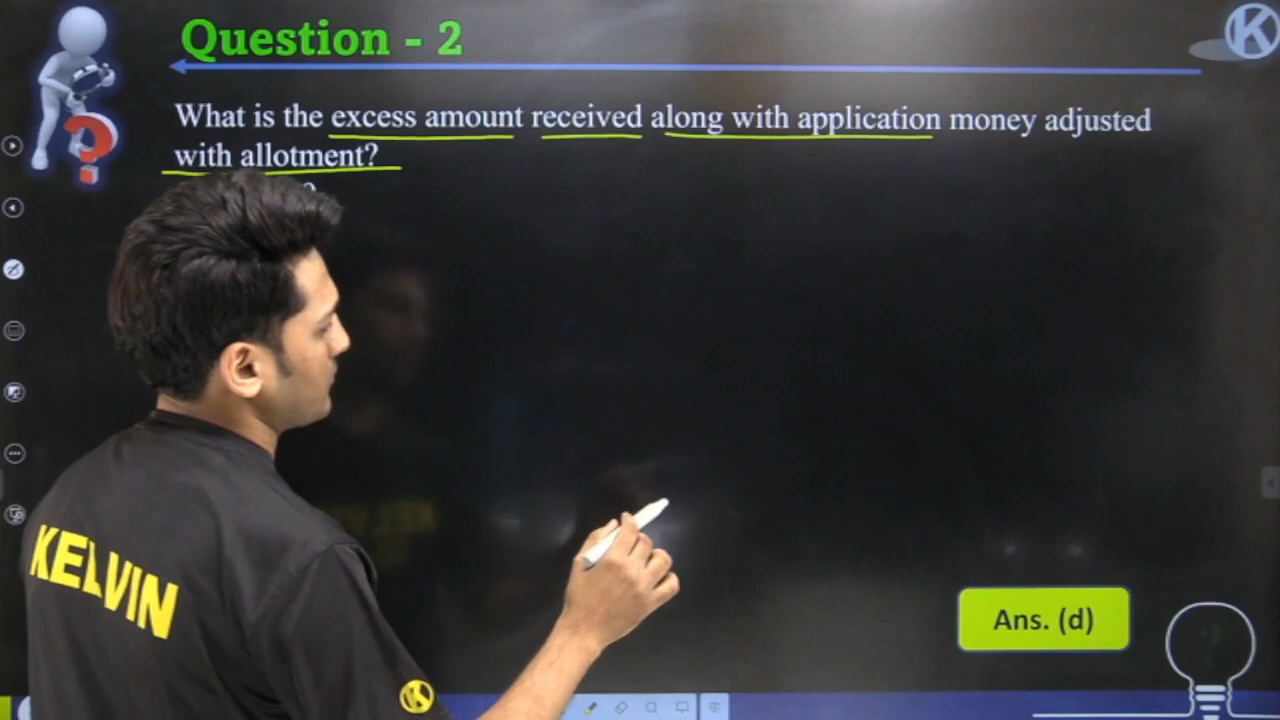 Question - 2
What is the excess amount received along with application money adjusted
with allotment?
?
KELVIN
Ans. (d)
K
K